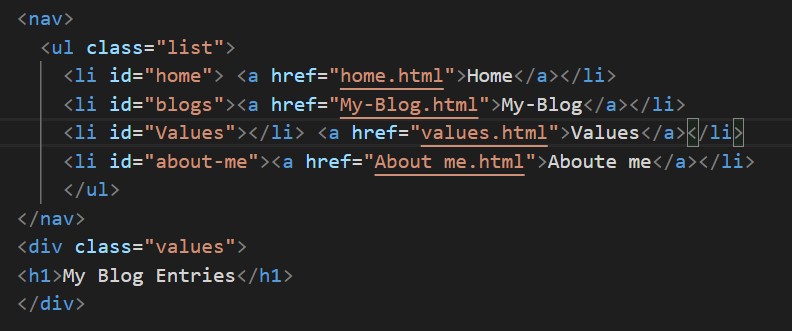 <nav>
<ul class="list">
<li id="home"> <a href="home.html">Home</a></li>
<li id="blogs"><a href="My-Blog.html">My-Blog</a></li>
<li id="Values"></li> <a href="values.html">Values</a></li>
<li id="about-me"><a href="About me.html">Aboute me</a></li>
</ul>
</nav>
<div class="values">
<h1>My Blog Entries</h1>
</div>